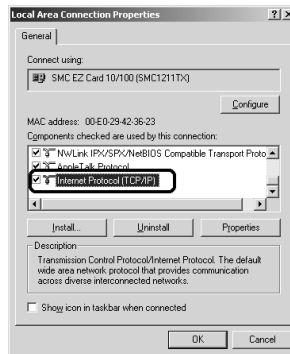 Local Area Connection Properties
General
Connect using:
SMC EZ Card 10/100 (SMC1211TX)
Configure
MAC address: 00-E0-29-42-36-23
Components checked are used by this connection:
NWLink IPX/SPX/NetBIOS Compatible Transport Proto
AppleTalk Protocol
Internet Protocol (TCP/IP)
Install...
Uninstall
Properties
Description
Transmission Control Protocol/Internet Protocol. The default
wide area network protocol that provides communication
across diverse interconnected networks.
Show icon in taskbar when connected
OK
Cancel